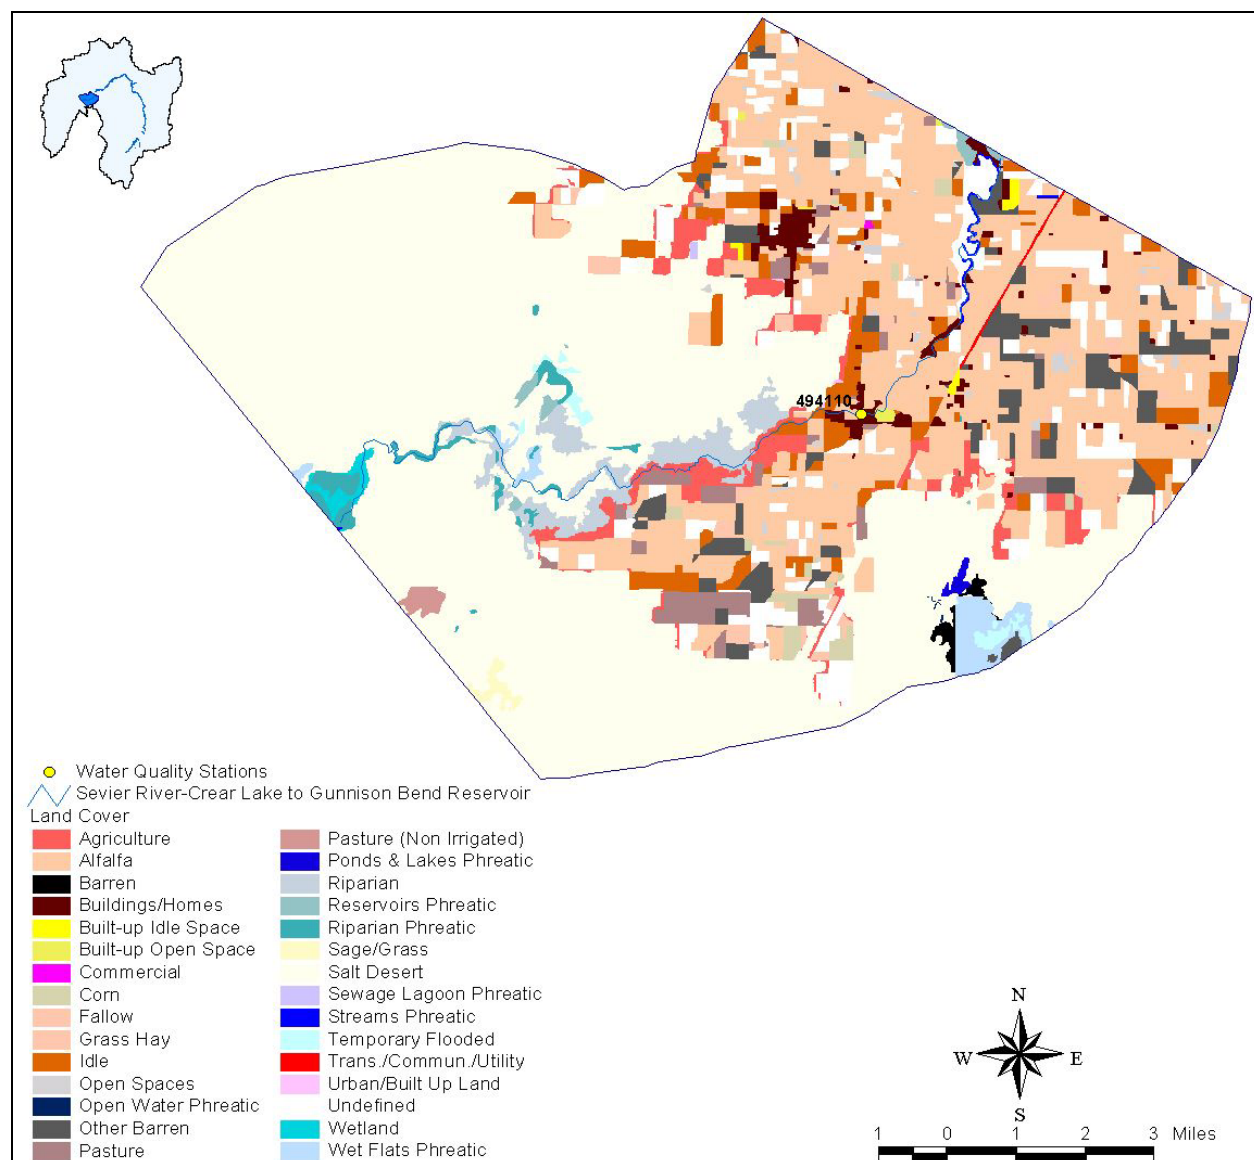 494110
Water Quality Stations
Sevier River-Crear Lake to Gunnison Bend Reservoir
Land Cover
Agriculture
Alfalfa
Barren
Buildings/Homes
Built-up Idle Space
Built-up Open Space
Commercial
Corn
Fallow
Grass Hay
Idle
Open Spaces
Open Water Phreatic
Other Barren
Pasture
Pasture (Non Irrigated)
Ponds & Lakes Phreatic
Riparian
Reservoirs Phreatic
Riparian Phreatic
Sage/Grass
Salt Desert
Sewage Lagoon Phreatic
Streams Phreatic
Temporary Flooded
Trans./Commun./Utility
Urban/Built Up Land
Undefined
Wetland
Wet Flats Phreatic
N
W E
S
1 0 1 2 3 Miles